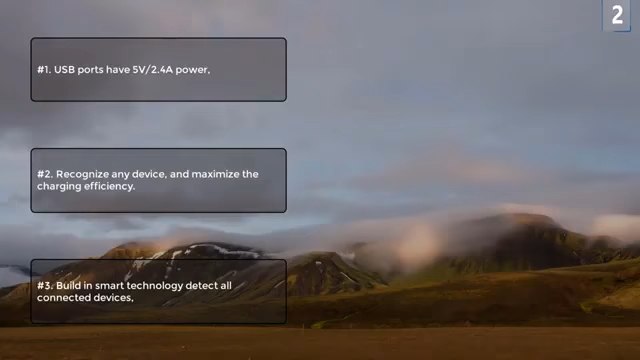 2
#1. USB ports have 5V/2.4A power,
#2. Recognize any device, and maximize the
charging efficiency.
#3. Build in smart technology detect all
connected devices,